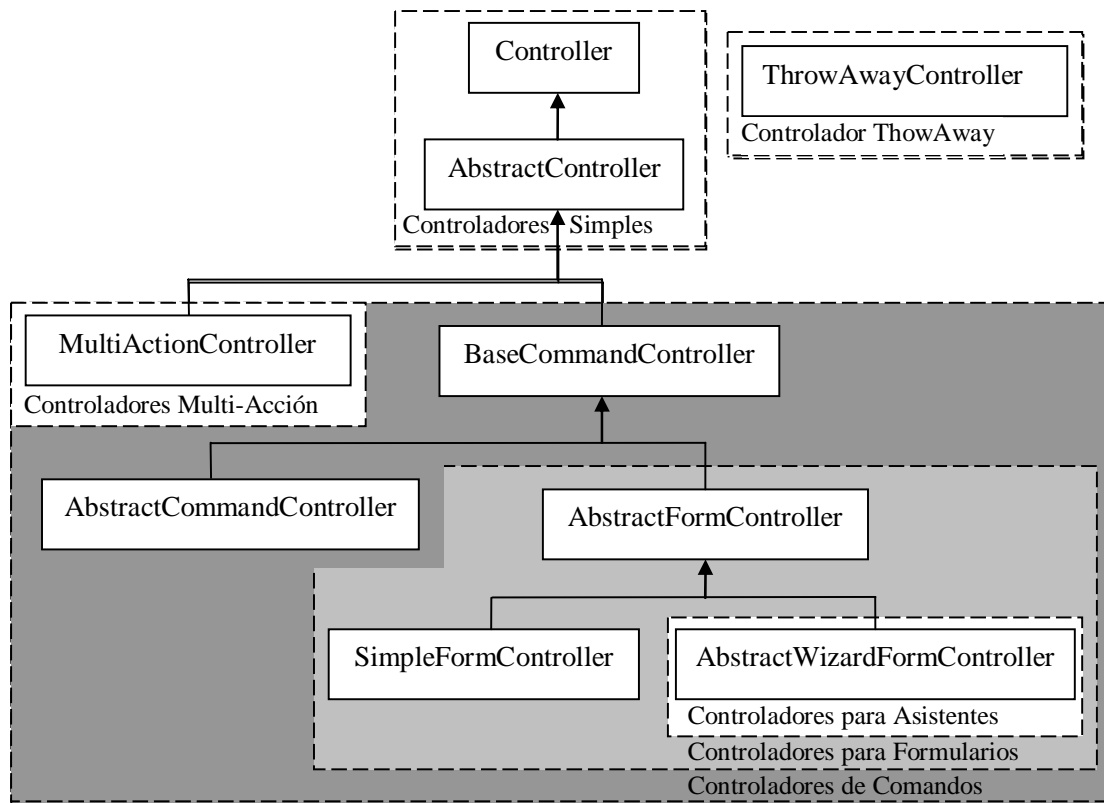 Controller
ThrowAwayController
Controlador ThowAway
AbstractController
Controladores Simples
MultiActionController
Controladores Multi-Acción
BaseCommandController
AbstractCommandController
AbstractFormController
SimpleFormController
AbstractWizardFormController
Controladores para Asistentes
Controladores para Formularios
Controladores de Comandos